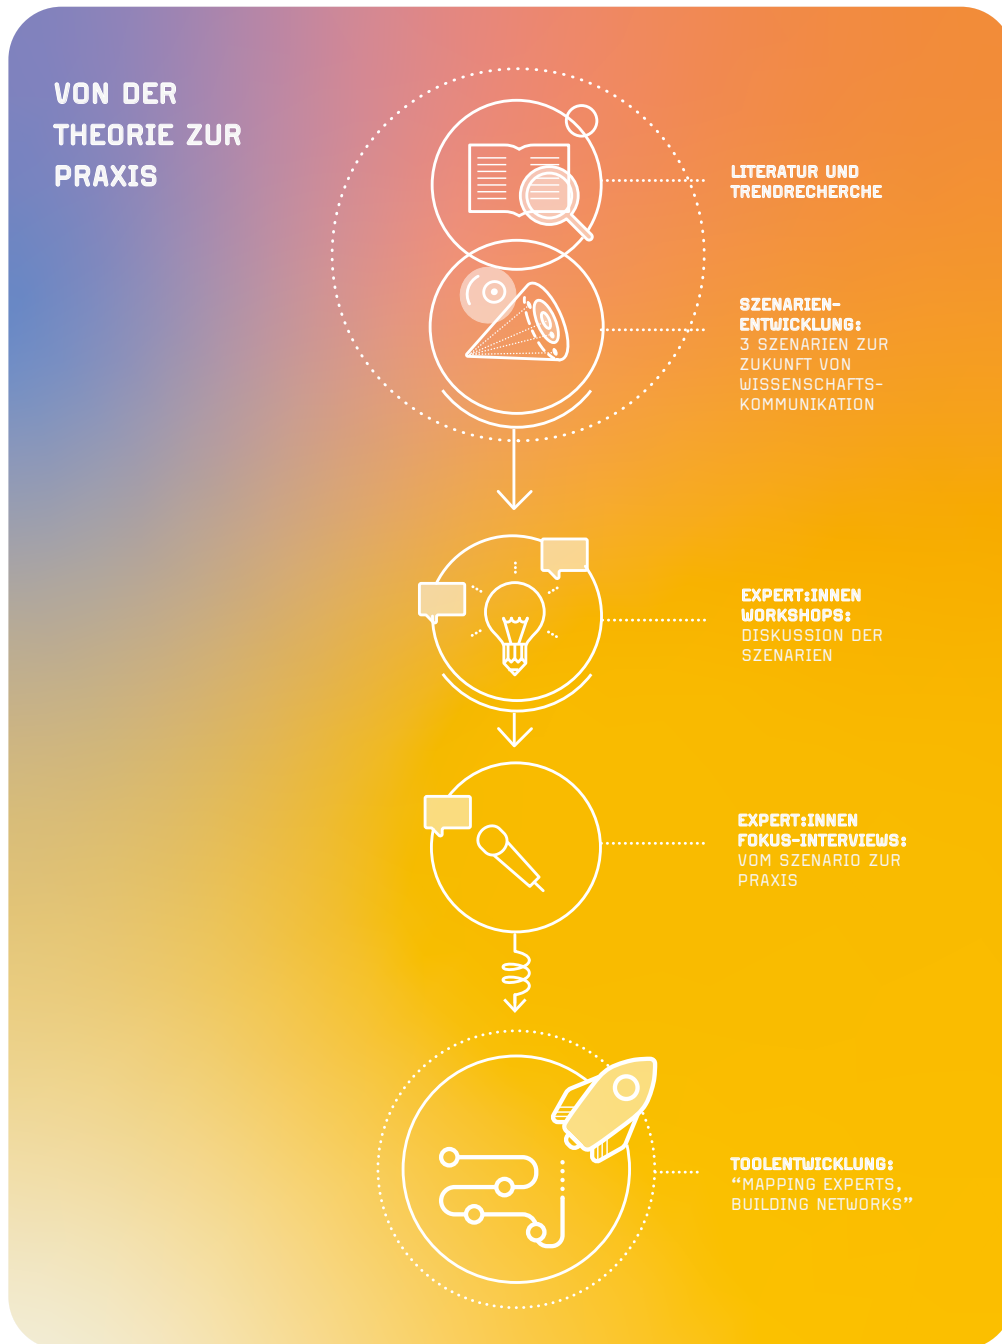 VON DER
THEORIE ZUR
PRAXIS
LITERATUR UND
TRENDRECHERCHE
SZENARIEN-
ENTWICKLUNG:
3 SZENARIEN ZUR
ZUKUNFT VON
WISSENSCHAFTS-
KOMMUNIKATION
EXPERT:INNEN
WORKSHOPS:
DISKUSSION DER
SZENARIEN
EXPERT:INNEN
FOKUS-INTERVIEWS:
VOM SZENARIO ZUR
PRAXIS
TOOLENTWICKLUNG:
“MAPPING EXPERTS,
BUILDING NETWORKS”